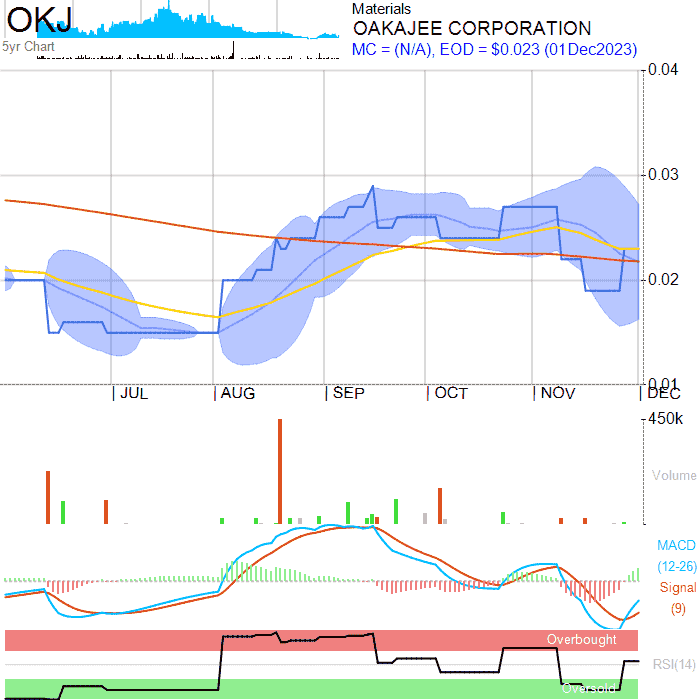 OKJ
5yr Chart
Materials
OAKAJEE CORPORATION
MC = (N/A), EOD = $0.023 (01Dec2023)
0.04
0.03
0.02
0.01
JUL
AUG
SEP
OCT
NOV
DEC
450k
Volume
MACD
(12-26)
Signal
(9)
Overbought
RSI(14)
Oversold